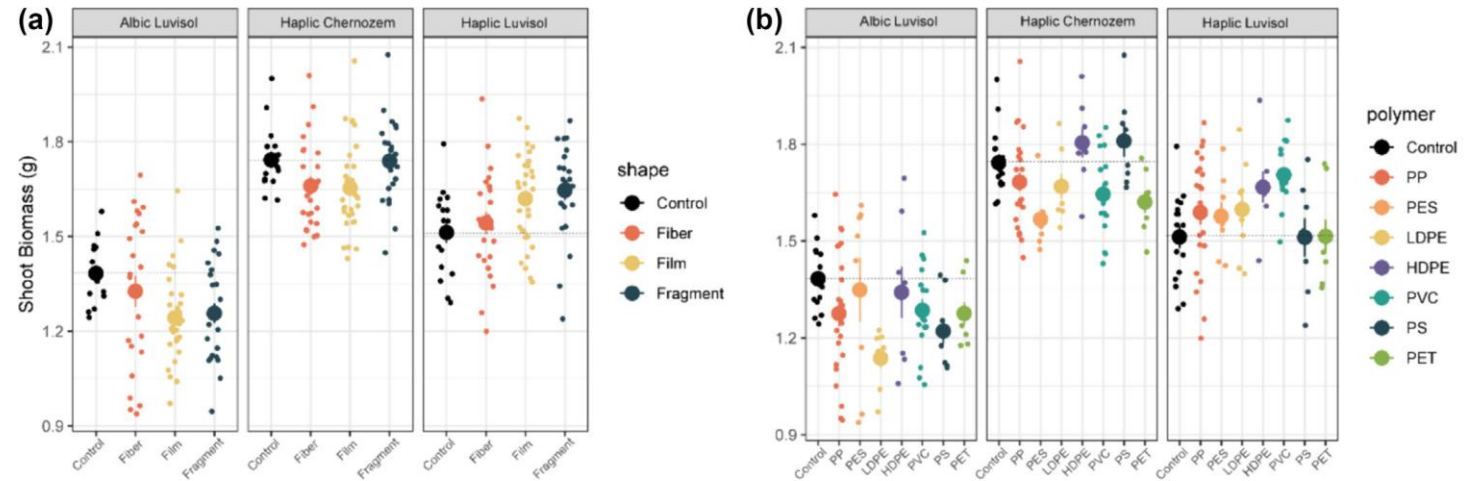 (a)
Albic Luvisol
Haplic Chernozem
Haplic Luvisol
2.1
1.8
1.5
1.2
0.9
Shoot Biomass (g)
Control
Fiber
Film
Fragment
Control
Fiber
Film
Fragment
Control
Fiber
Film
Fragment
shape
Control
Fiber
Film
Fragment
(b)
Albic Luvisol
Haplic Chernozem
Haplic Luvisol
2.1
1.8
1.5
1.2
0.9
Control
PP
PES
LDPE
HDPE
PVC
PS
PET
Control
PP
PES
LDPE
HDPE
PVC
PS
PET
Control
PP
PES
LDPE
HDPE
PVC
PS
PET
polymer
Control
PP
PES
LDPE
HDPE
PVC
PS
PET